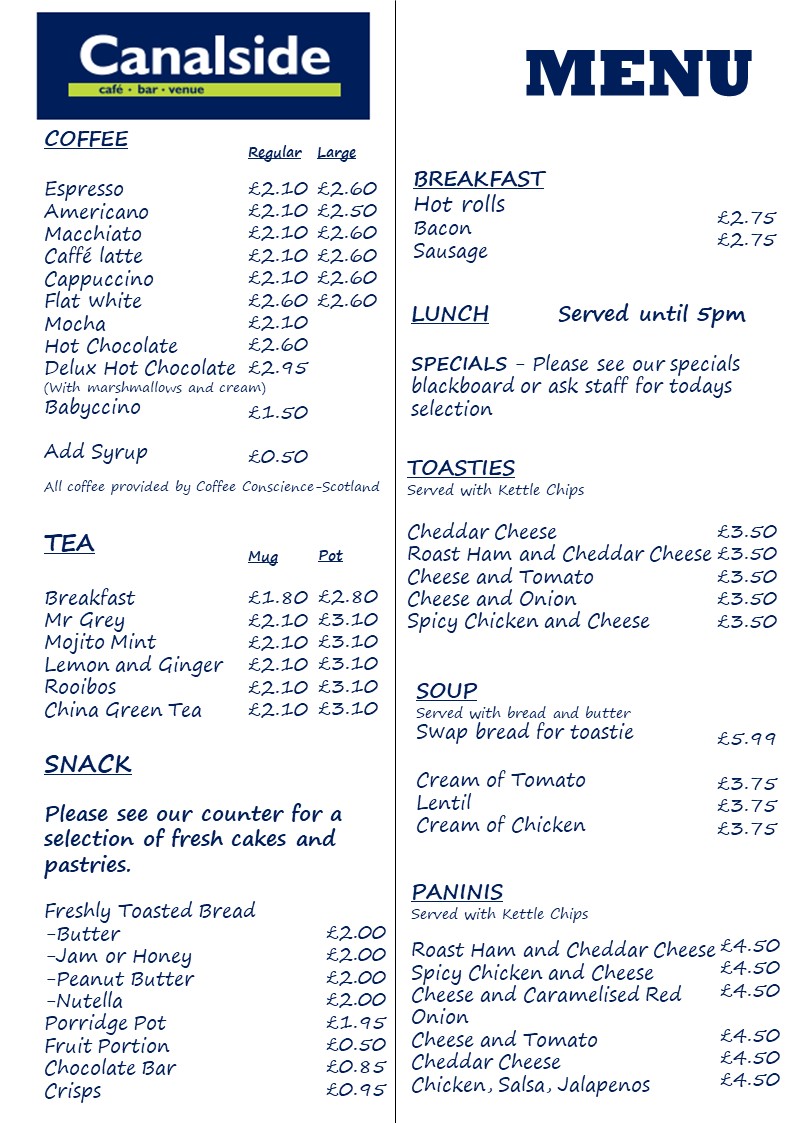 Canalside
café · bar · venue
COFFEE
Regular Large
Espresso £2.10 £2.60
Americano £2.10 £2.50
Macchiato £2.10 £2.60
Caffé latte £2.10 £2.60
Cappuccino £2.10 £2.60
Flat White £2.60 £2.60
Mocha £2.10
Hot Chocolate £2.60
Delux Hot Chocolate £2.95
(With marshmallows and cream)
Babyccino £1.50
Add Syrup £0.50
All coffee provided by Coffee Conscience-Scotland
TEA
Mug Pot
Breakfast £1.80 £2.80
Mr Grey £2.10 £3.10
Mojito Mint £2.10 £3.10
Lemon and Ginger £2.10 £3.10
Rooibos £2.10 £3.10
China Green Tea £2.10 £3.10
SNACK
Please see our counter for a
selection of fresh cakes and
pastries.
Freshly Toasted Bread
-Butter £2.00
-Jam or Honey £2.00
-Peanut Butter £2.00
-Nutella £2.00
Porridge Pot £1.95
Fruit Portion £0.50
Chocolate Bar £0.85
Crisps £0.95
MENU
BREAKFAST
Hot rolls
Bacon £2.75
Sausage £2.75
LUNCH Served until 5pm
SPECIALS - Please see our specials
blackboard or ask staff for todays
selection
TOASTIES
Served with Kettle Chips
Cheddar Cheese £3.50
Roast Ham and Cheddar Cheese £3.50
Cheese and Tomato £3.50
Cheese and Onion £3.50
Spicy Chicken and Cheese £3.50
SOUP
Served with bread and butter
Swap bread for toastie £5.99
Cream of Tomato £3.75
Lentil £3.75
Cream of Chicken £3.75
PANINIS
Served with Kettle Chips
Roast Ham and Cheddar Cheese £4.50
Spicy Chicken and Cheese £4.50
Cheese and Caramelised Red £4.50
Onion
Cheese and Tomato £4.50
Cheddar Cheese £4.50
Chicken, Salsa, Jalapenos £4.50